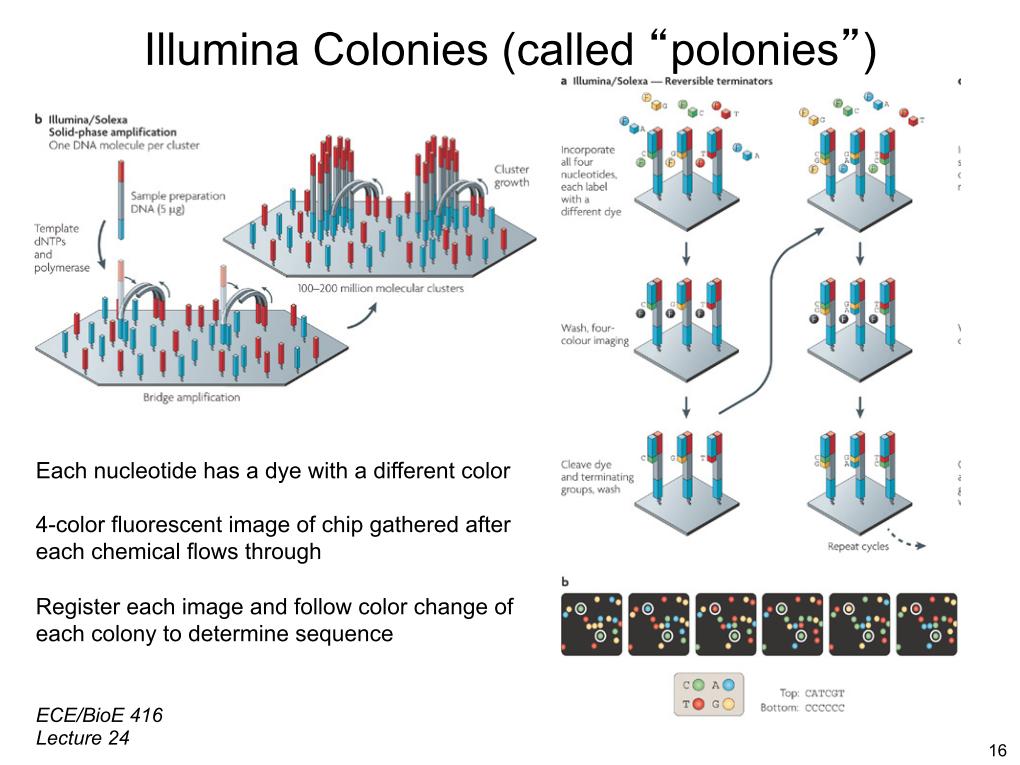 Illumina Colonies (called “polonies”)
b Illumina/Solexa
Solid-phase amplification
One DNA molecule per cluster
Sample preparation
DNA (5 µg)
Template
dNTPs
and
polymerase
Cluster
growth
100–200 million molecular clusters
Bridge amplification
a Illumina/Solexa — Reversible terminators
F G
F C
F T
F A
F A
F G
F C
F A
F T
Incorporate
all four
nucleotides,
each label
with a
different dye
Wash, four-
colour imaging
Cleave dye
and terminating
groups, wash
Repeat cycles
b
C A
T G
Top: CATCGT
Bottom: CCCCCC
Each nucleotide has a dye with a different color
4-color fluorescent image of chip gathered after
each chemical flows through
Register each image and follow color change of
each colony to determine sequence
ECE/BioE 416
Lecture 24
16